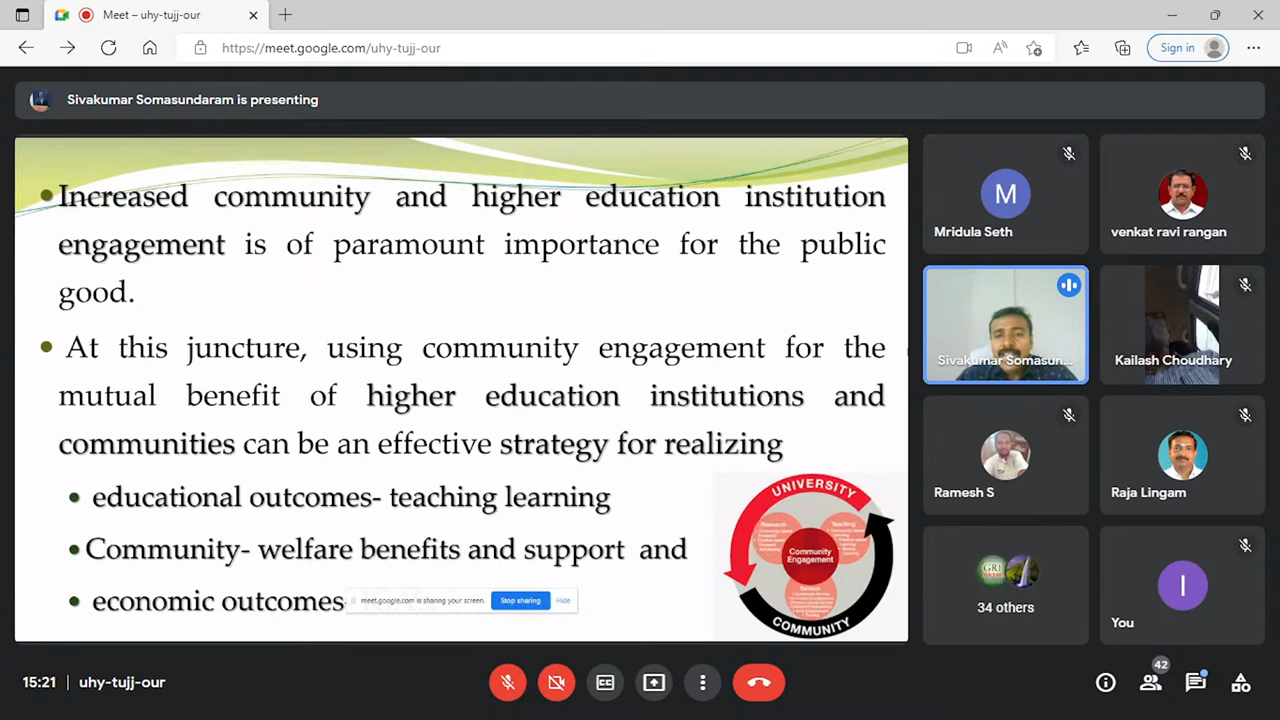 Meet – uhy-tujj-our
https://meet.google.com/uhy-tujj-our
Sign in
Sivakumar Somasundaram is presenting
•Increased community and higher education institution
engagement is of paramount importance for the public
good.
• At this juncture, using community engagement for the
mutual benefit of higher education institutions and
communities can be an effective strategy for realizing
• educational outcomes- teaching learning
•Community- welfare benefits and support and
• economic outcomes-
meet.google.com is sharing your screen.
Stop sharing
Hide
UNIVERSITY
Research
Teaching
Community
Engagement
Service
COMMUNITY
M
Mridula Seth
venkat ravi rangan
Sivakumar Somasun...
Kailash Choudhary
Ramesh S
Raja Lingam
GRI
34 others
I
You
15:21 | uhy-tujj-our
CC
42